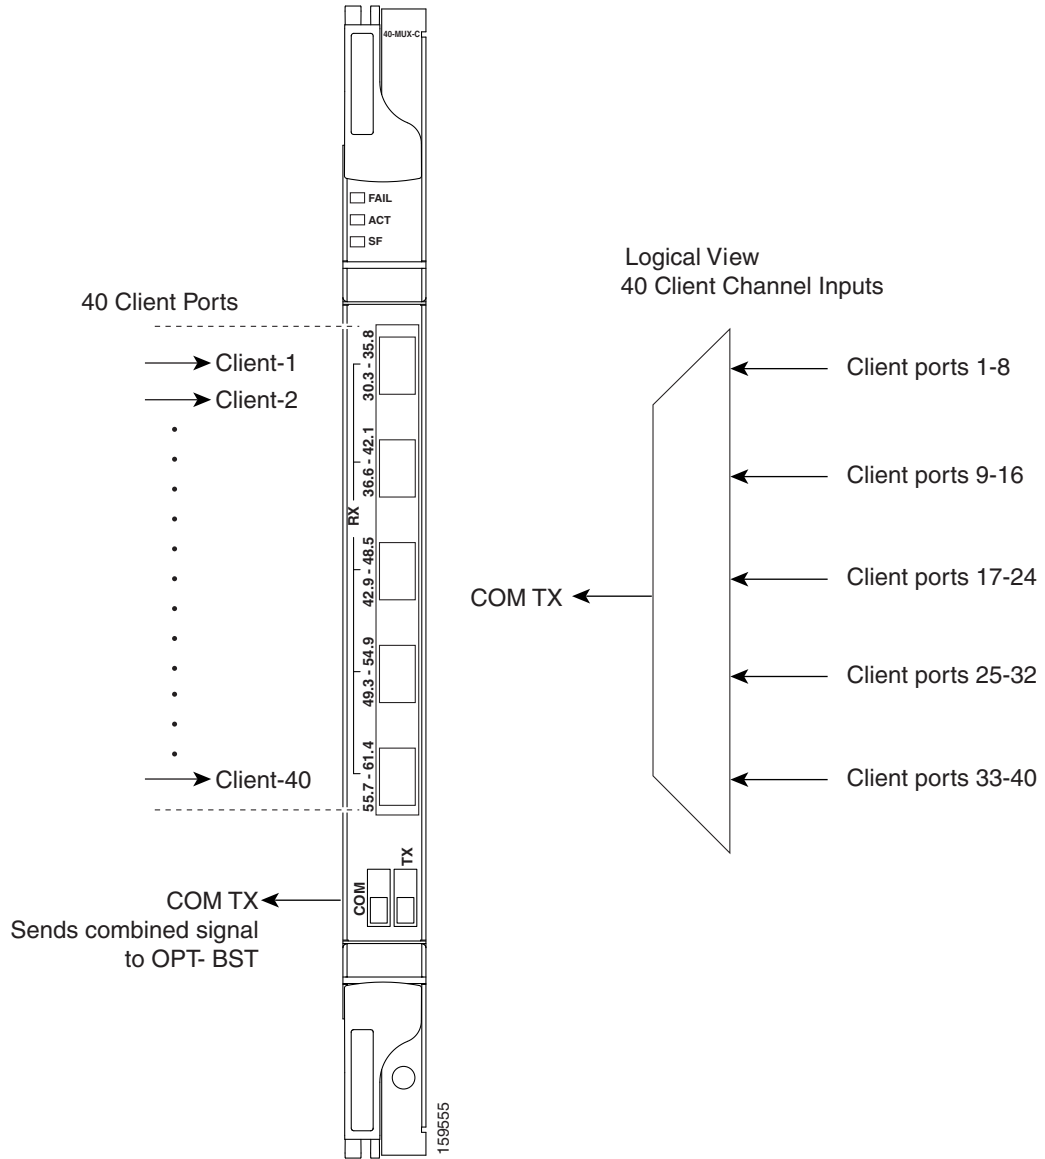 40-MUX-C
FAIL
ACT
SF
40 Client Ports
Client-1
Client-2
Client-40
30.3 - 35.8
36.6 - 42.1
RX
42.9 - 48.5
49.3 - 54.9
55.7 - 61.4
COM
TX
COM TX
Sends combined signal
to OPT- BST
Logical View
40 Client Channel Inputs
Client ports 1-8
Client ports 9-16
Client ports 17-24
COM TX
Client ports 25-32
Client ports 33-40
159555